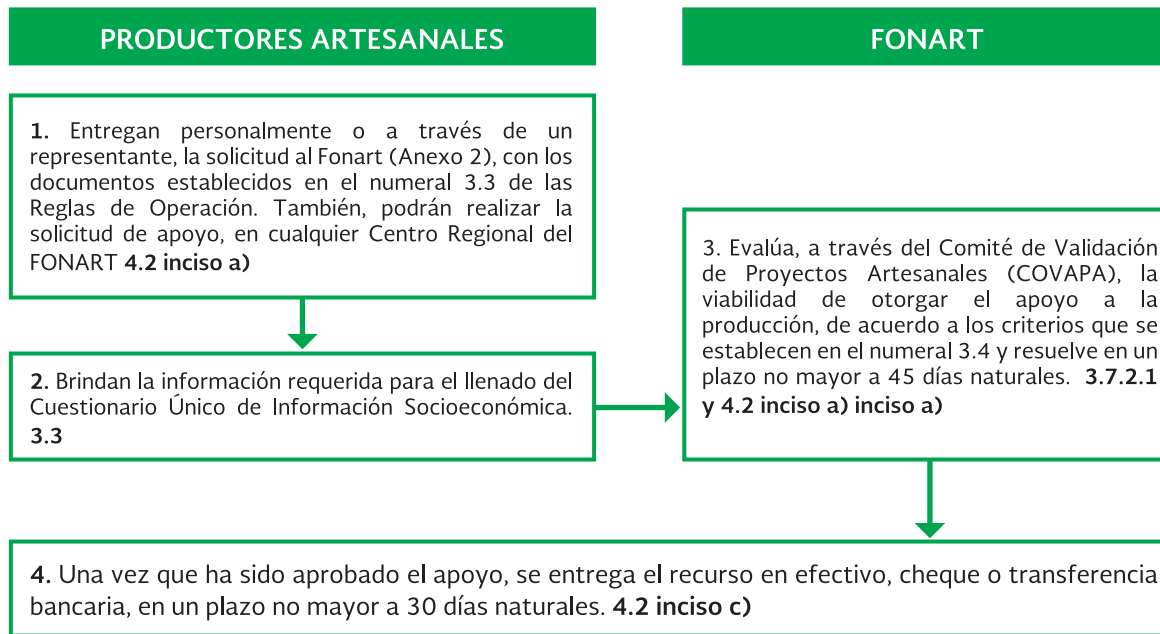 PRODUCTORES ARTESANALES
FONART
1. Entregan personalmente o a través de un
representante, la solicitud al Fonart (Anexo 2), con los
documentos establecidos en el numeral 3.3 de las
Reglas de Operación. También, podrán realizar la
solicitud de apoyo, en cualquier Centro Regional del
FONART 4.2 inciso a)
2. Brindan la información requerida para el llenado del
Cuestionario Único de Información Socioeconómica.
3.3
3. Evalúa, a través del Comité de Validación
de Proyectos Artesanales (COVAPA), la
viabilidad de otorgar el apoyo a la
producción, de acuerdo a los criterios que se
establecen en el numeral 3.4 y resuelve en un
plazo no mayor a 45 días naturales. 3.7.2.1
y 4.2 inciso a) inciso a)
4. Una vez que ha sido aprobado el apoyo, se entrega el recurso en efectivo, cheque o transferencia
bancaria, en un plazo no mayor a 30 días naturales. 4.2 inciso c)